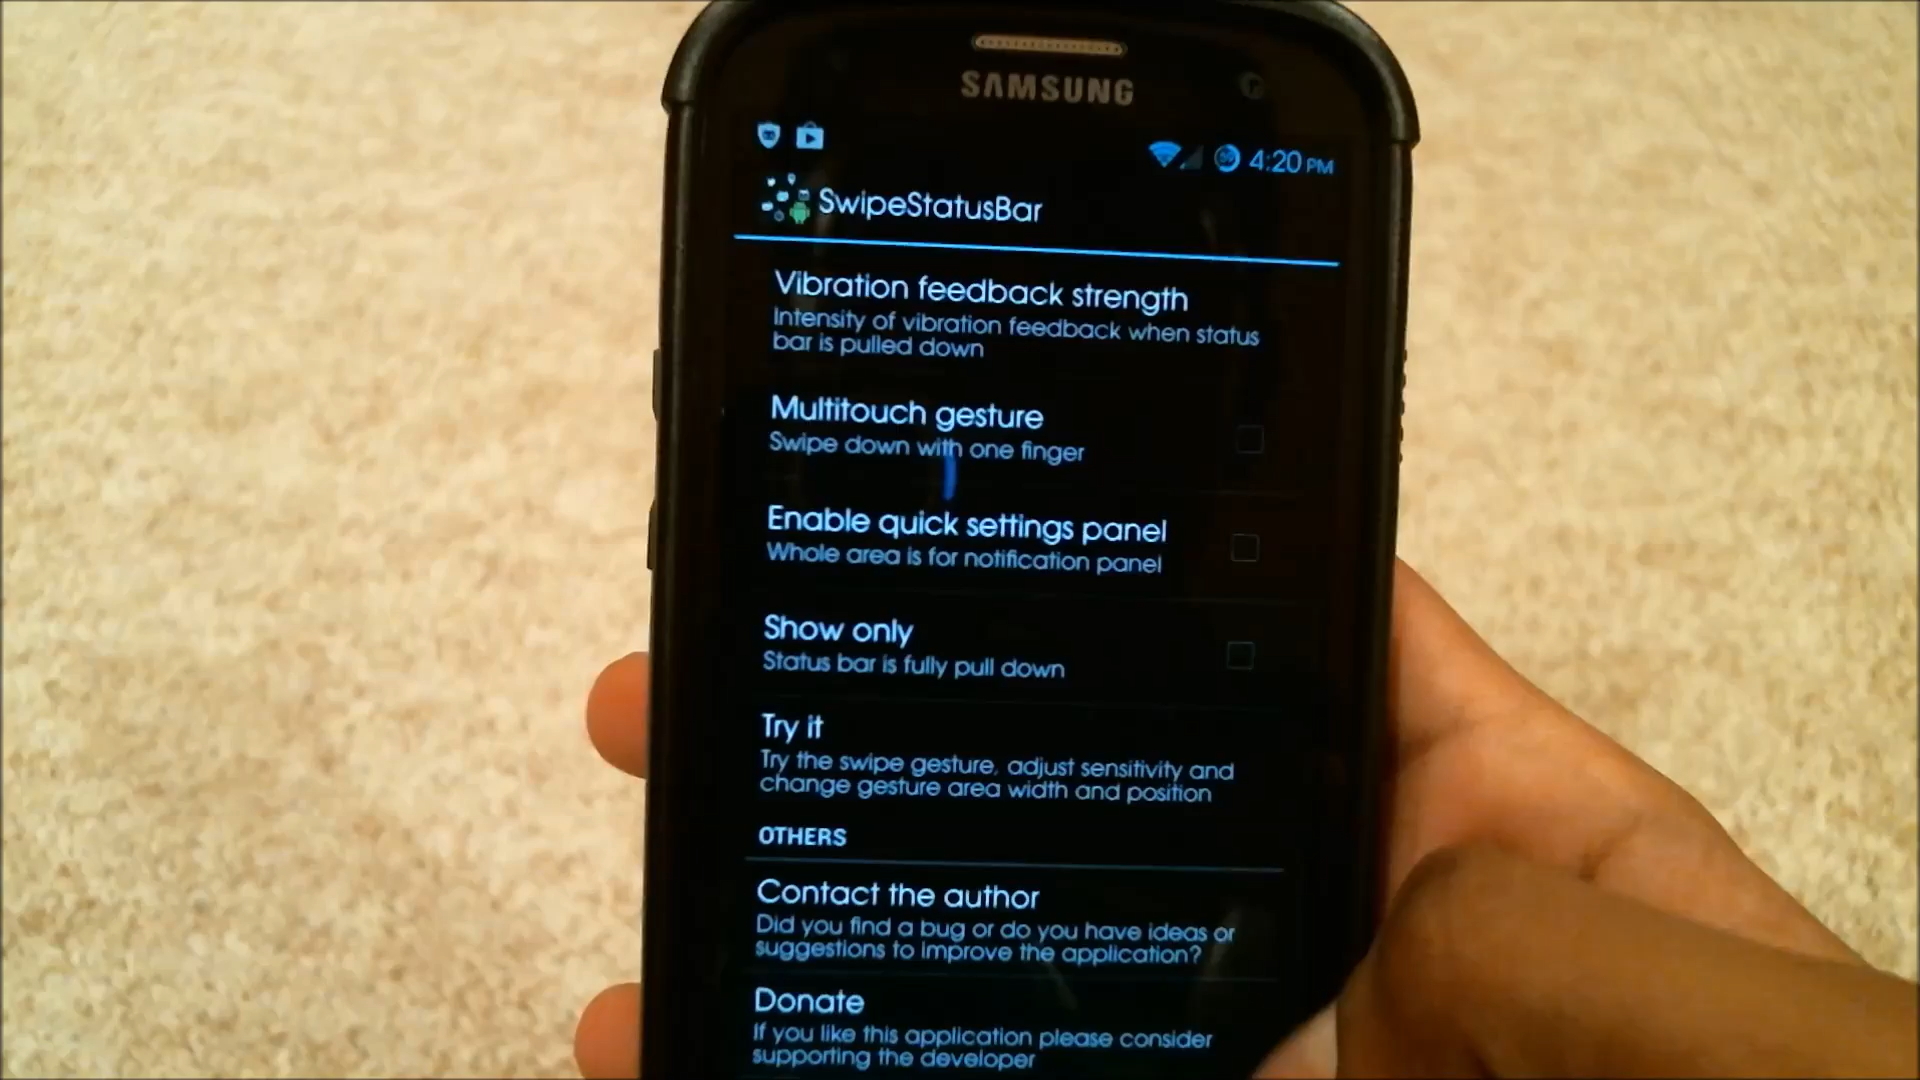 SAMSUNG
4:20 PM
SwipeStatusBar
Vibration feedback strength
Intensity of vibration feedback when status
bar is pulled down
Multitouch gesture
Swipe down with one finger
Enable quick settings panel
Whole area is for notification panel
Show only
Status bar is fully pull down
Try it
Try the swipe gesture, adjust sensitivity and
change gesture area width and position
OTHERS
Contact the author
Did you find a bug or do you have ideas or
suggestions to improve the application?
Donate
If you like this application please consider
supporting the developer